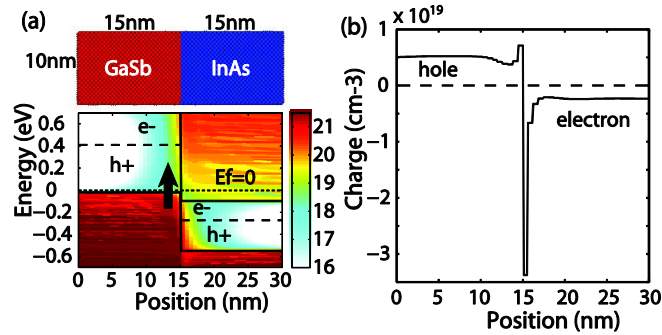 (a)
15nm 15nm
10nm
GaSb InAs
Energy (eV)
0.6
0.4
0.2
0
−0.2
−0.4
−0.6
e-
h+
Ef=0
e-
h+
0 5 10 15 20 25 30
Position (nm)
21
20
19
18
17
16
(b)
1 x 10^19
Charge (cm-3)
0
−1
−2
−3
hole
electron
0 5 10 15 20 25 30
Position (nm)